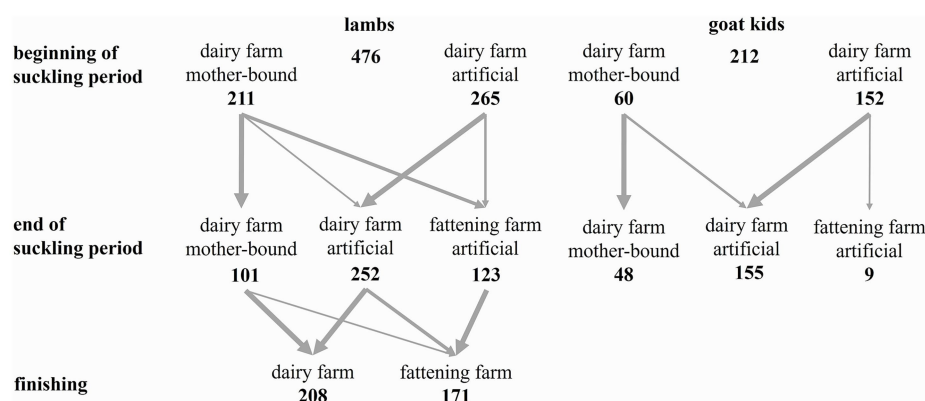 lambs
goat kids
beginning of
suckling period
dairy farm
mother-bound
211
476
dairy farm
artificial
265
dairy farm
mother-bound
60
212
dairy farm
artificial
152
end of
suckling period
dairy farm
mother-bound
101
dairy farm
artificial
252
fattening farm
artificial
123
dairy farm
mother-bound
48
dairy farm
artificial
155
fattening farm
artificial
9
finishing
dairy farm
208
fattening farm
171